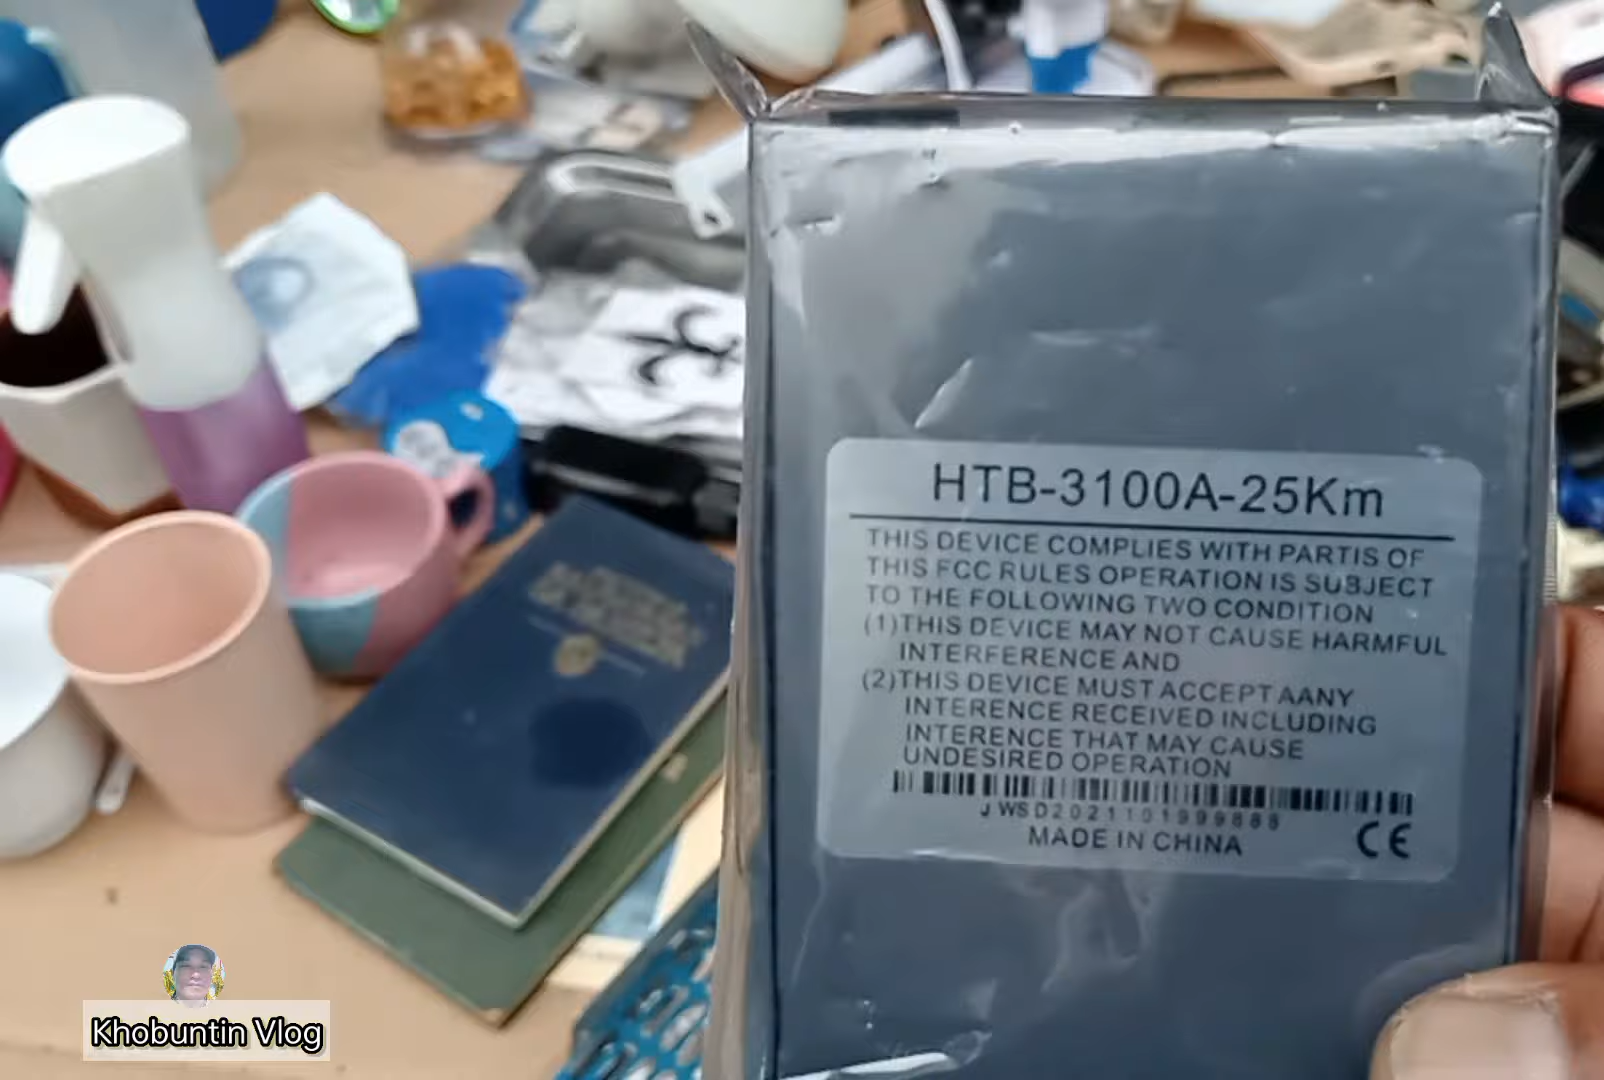 HTB-3100A-25Km
THIS DEVICE COMPLIES WITH PARTIS OF
THIS FCC RULES OPERATION IS SUBJECT
TO THE FOLLOWING TWO CONDITION
(1)THIS DEVICE MAY NOT CAUSE HARMFUL
INTERFERENCE AND
(2)THIS DEVICE MUST ACCEPT AANY
INTERENCE RECEIVED INCLUDING
INTERENCE THAT MAY CAUSE
UNDESIRED OPERATION
JWSD2021101999888
MADE IN CHINA
CE
Khobuntin Vlog